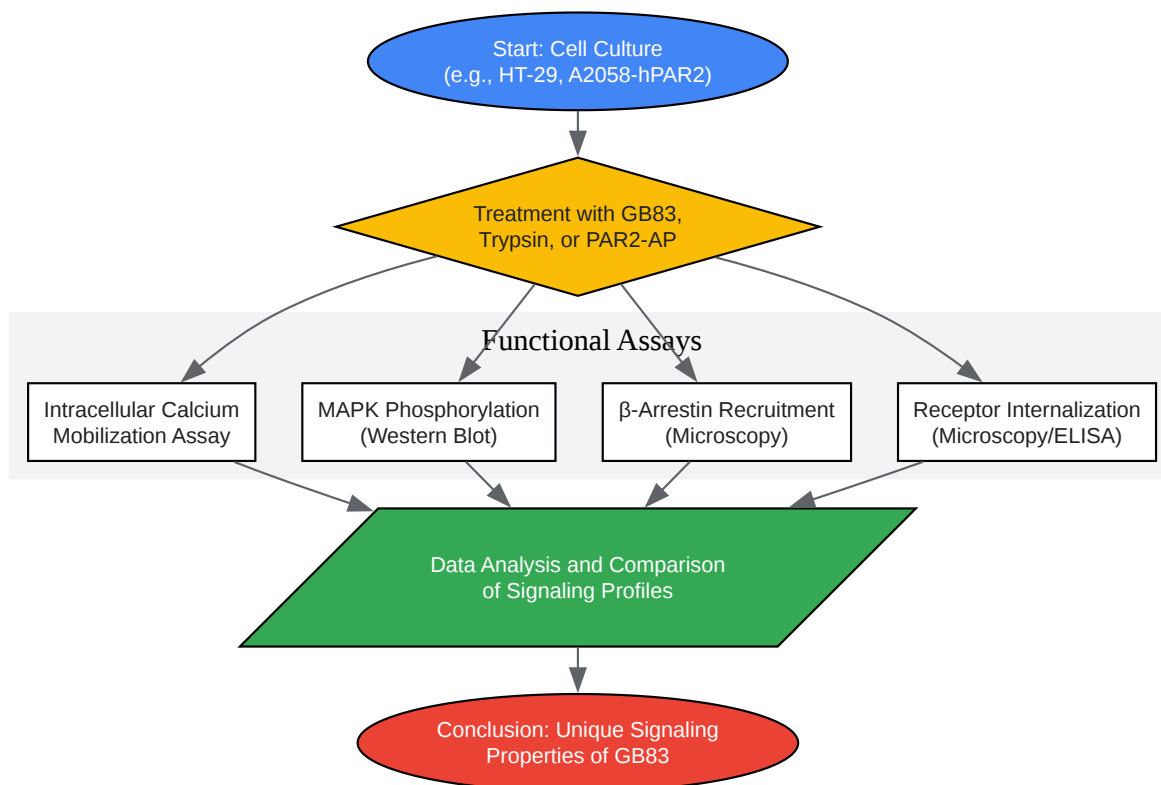 Start: Cell Culture
(e.g., HT-29, A2058-hPAR2)
Treatment with GB83,
Trypsin, or PAR2-AP
Functional Assays
Intracellular Calcium
Mobilization Assay
MAPK Phosphorylation
(Western Blot)
β-Arrestin Recruitment
(Microscopy)
Receptor Internalization
(Microscopy/ELISA)
Data Analysis and Comparison
of Signaling Profiles
Conclusion: Unique Signaling
Properties of GB83